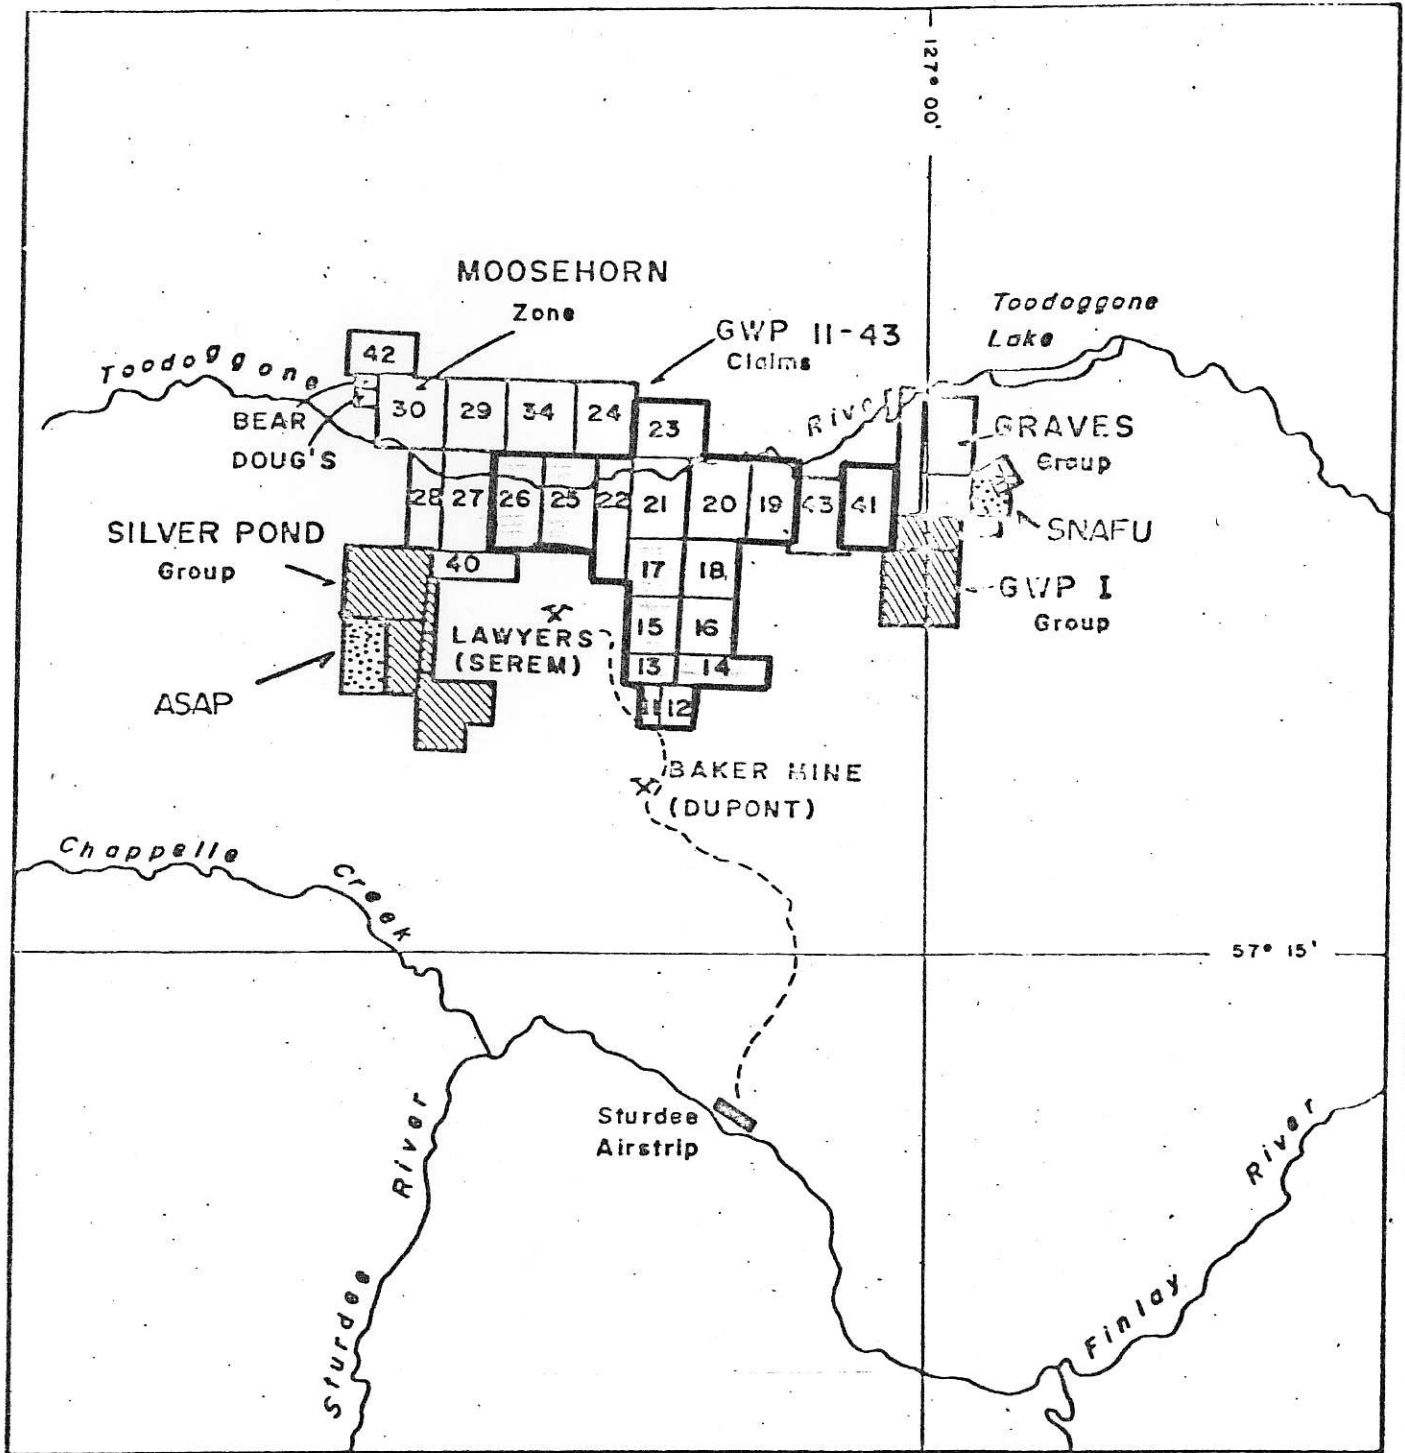 127° 00'
MOOSEHORN
Zone
Toodoggone
Lake
GWP 11-43
Claims
Toodoggone
River
42
30
29
34
24
23
BEAR
DOUG'S
GRAVES
Group
28
27
26
25
22
21
20
19
43
41
SNAFU
SILVER POND
Group
40
17
18
GWP I
Group
LAWYERS
(SEREM)
15
16
13
14
11
12
ASAP
BAKER MINE
(DUPONT)
Chappelle
Creek
57° 15'
Sturdee
Airstrip
Sturdee River
Finlay River